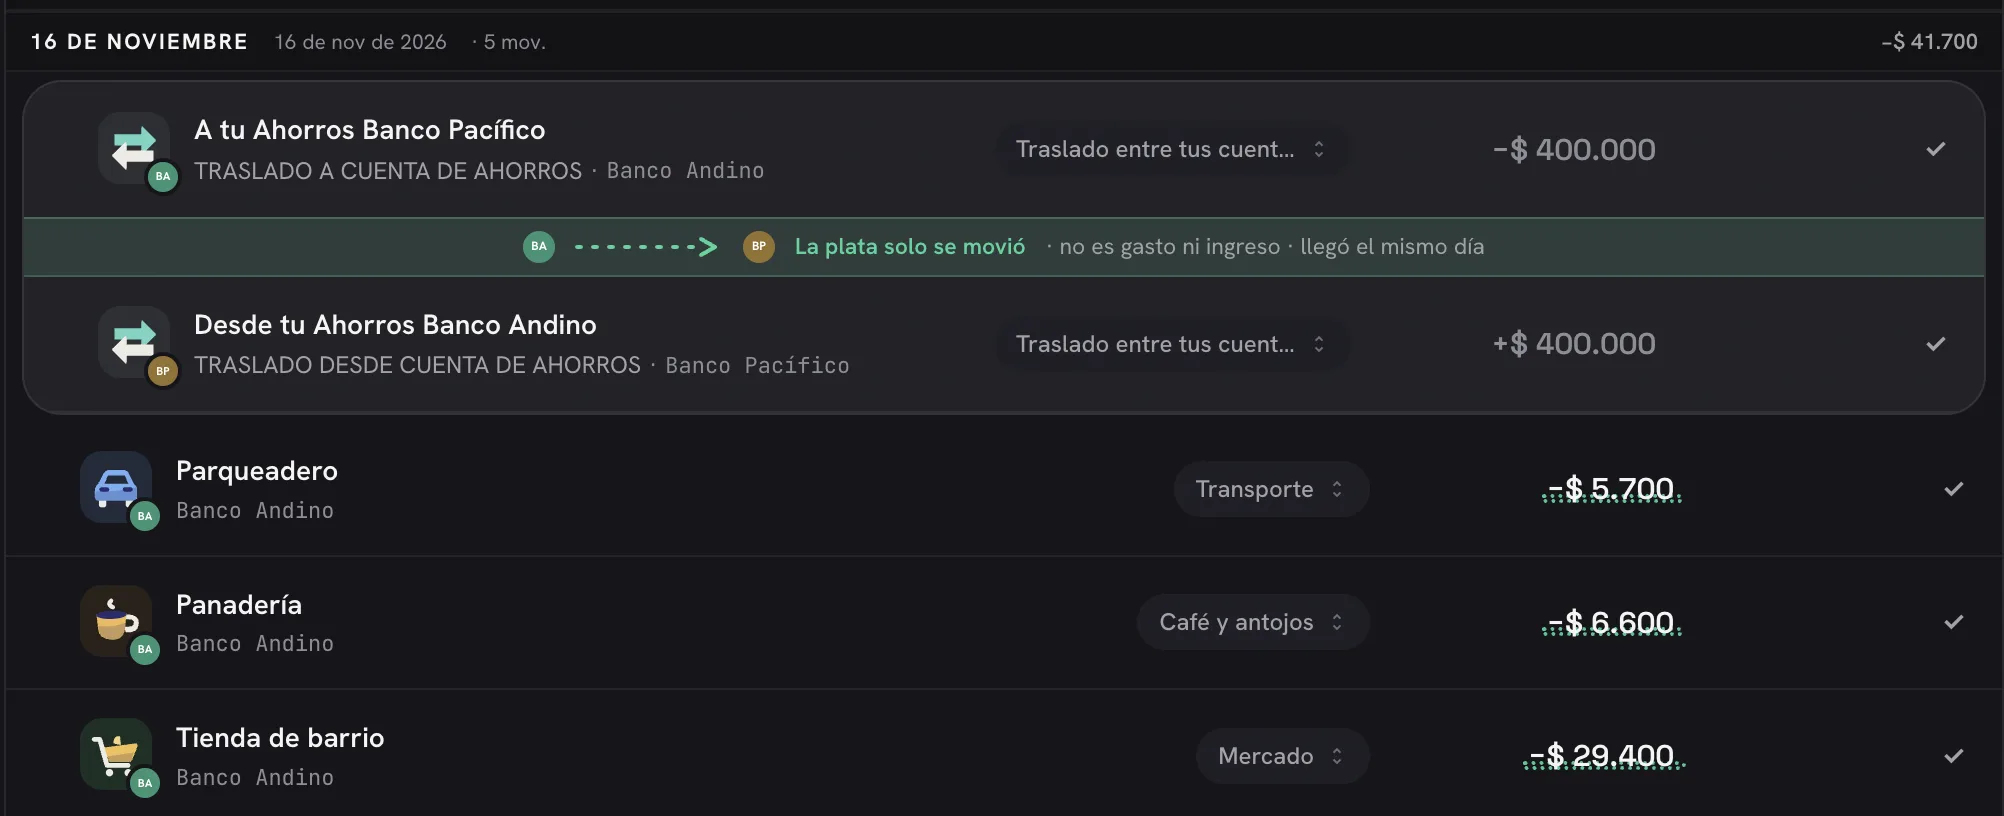 16 DE NOVIEMBRE 16 de nov de 2026 · 5 mov. −$ 41.700
A tu Ahorros Banco Pacífico
TRASLADO A CUENTA DE AHORROS · Banco Andino
BA
Traslado entre tus cuent...
−$ 400.000
BA BP La plata solo se movió · no es gasto ni ingreso · llegó el mismo día
Desde tu Ahorros Banco Andino
TRASLADO DESDE CUENTA DE AHORROS · Banco Pacífico
BP
Traslado entre tus cuent...
+$ 400.000
Parqueadero
Banco Andino
BA
Transporte
−$ 5.700
Panadería
Banco Andino
BA
Café y antojos
−$ 6.600
Tienda de barrio
Banco Andino
BA
Mercado
−$ 29.400